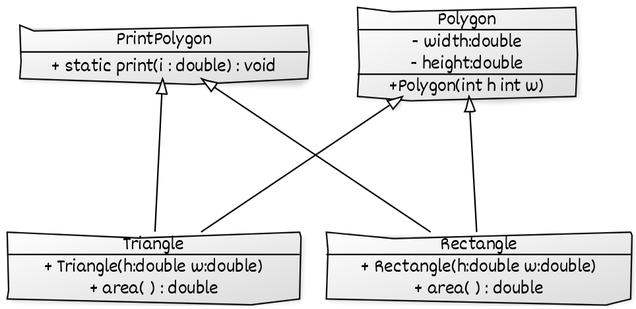 PrintPolygon
+ static print(i : double) : void
Polygon
- width:double
- height:double
+Polygon(int h int w)
Triangle
+ Triangle(h:double w:double)
+ area( ) : double
Rectangle
+ Rectangle(h:double w:double)
+ area( ) : double